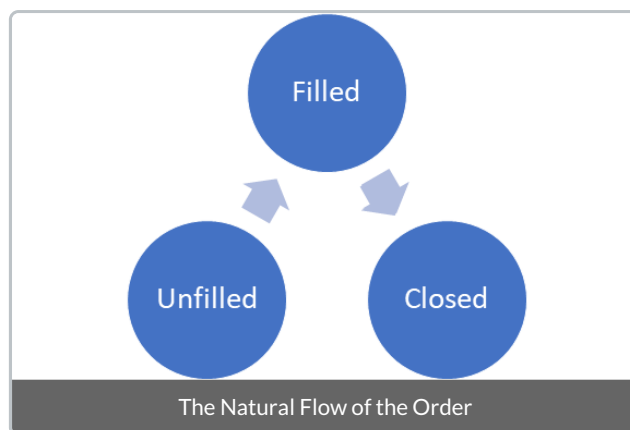 Filled
Unfilled
Closed
The Natural Flow of the Order